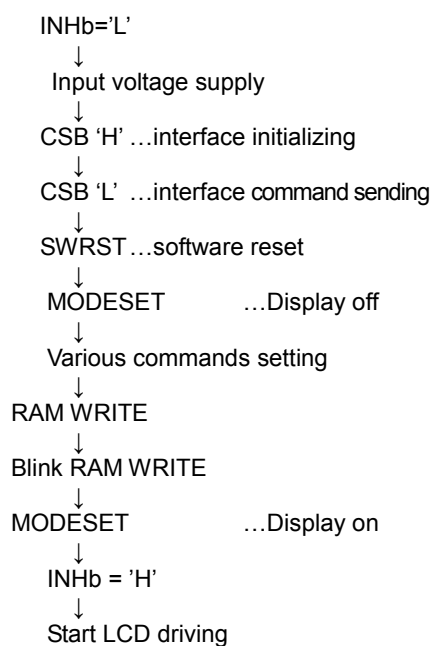 INHb='L'
↓
Input voltage supply
↓
CSB ‘H’ …interface initializing
↓
CSB ‘L’ …interface command sending
↓
SWRST…software reset
↓
MODESET …Display off
↓
Various commands setting
↓
RAM WRITE
↓
Blink RAM WRITE
↓
MODESET …Display on
↓
INHb = ’H’
↓
Start LCD driving